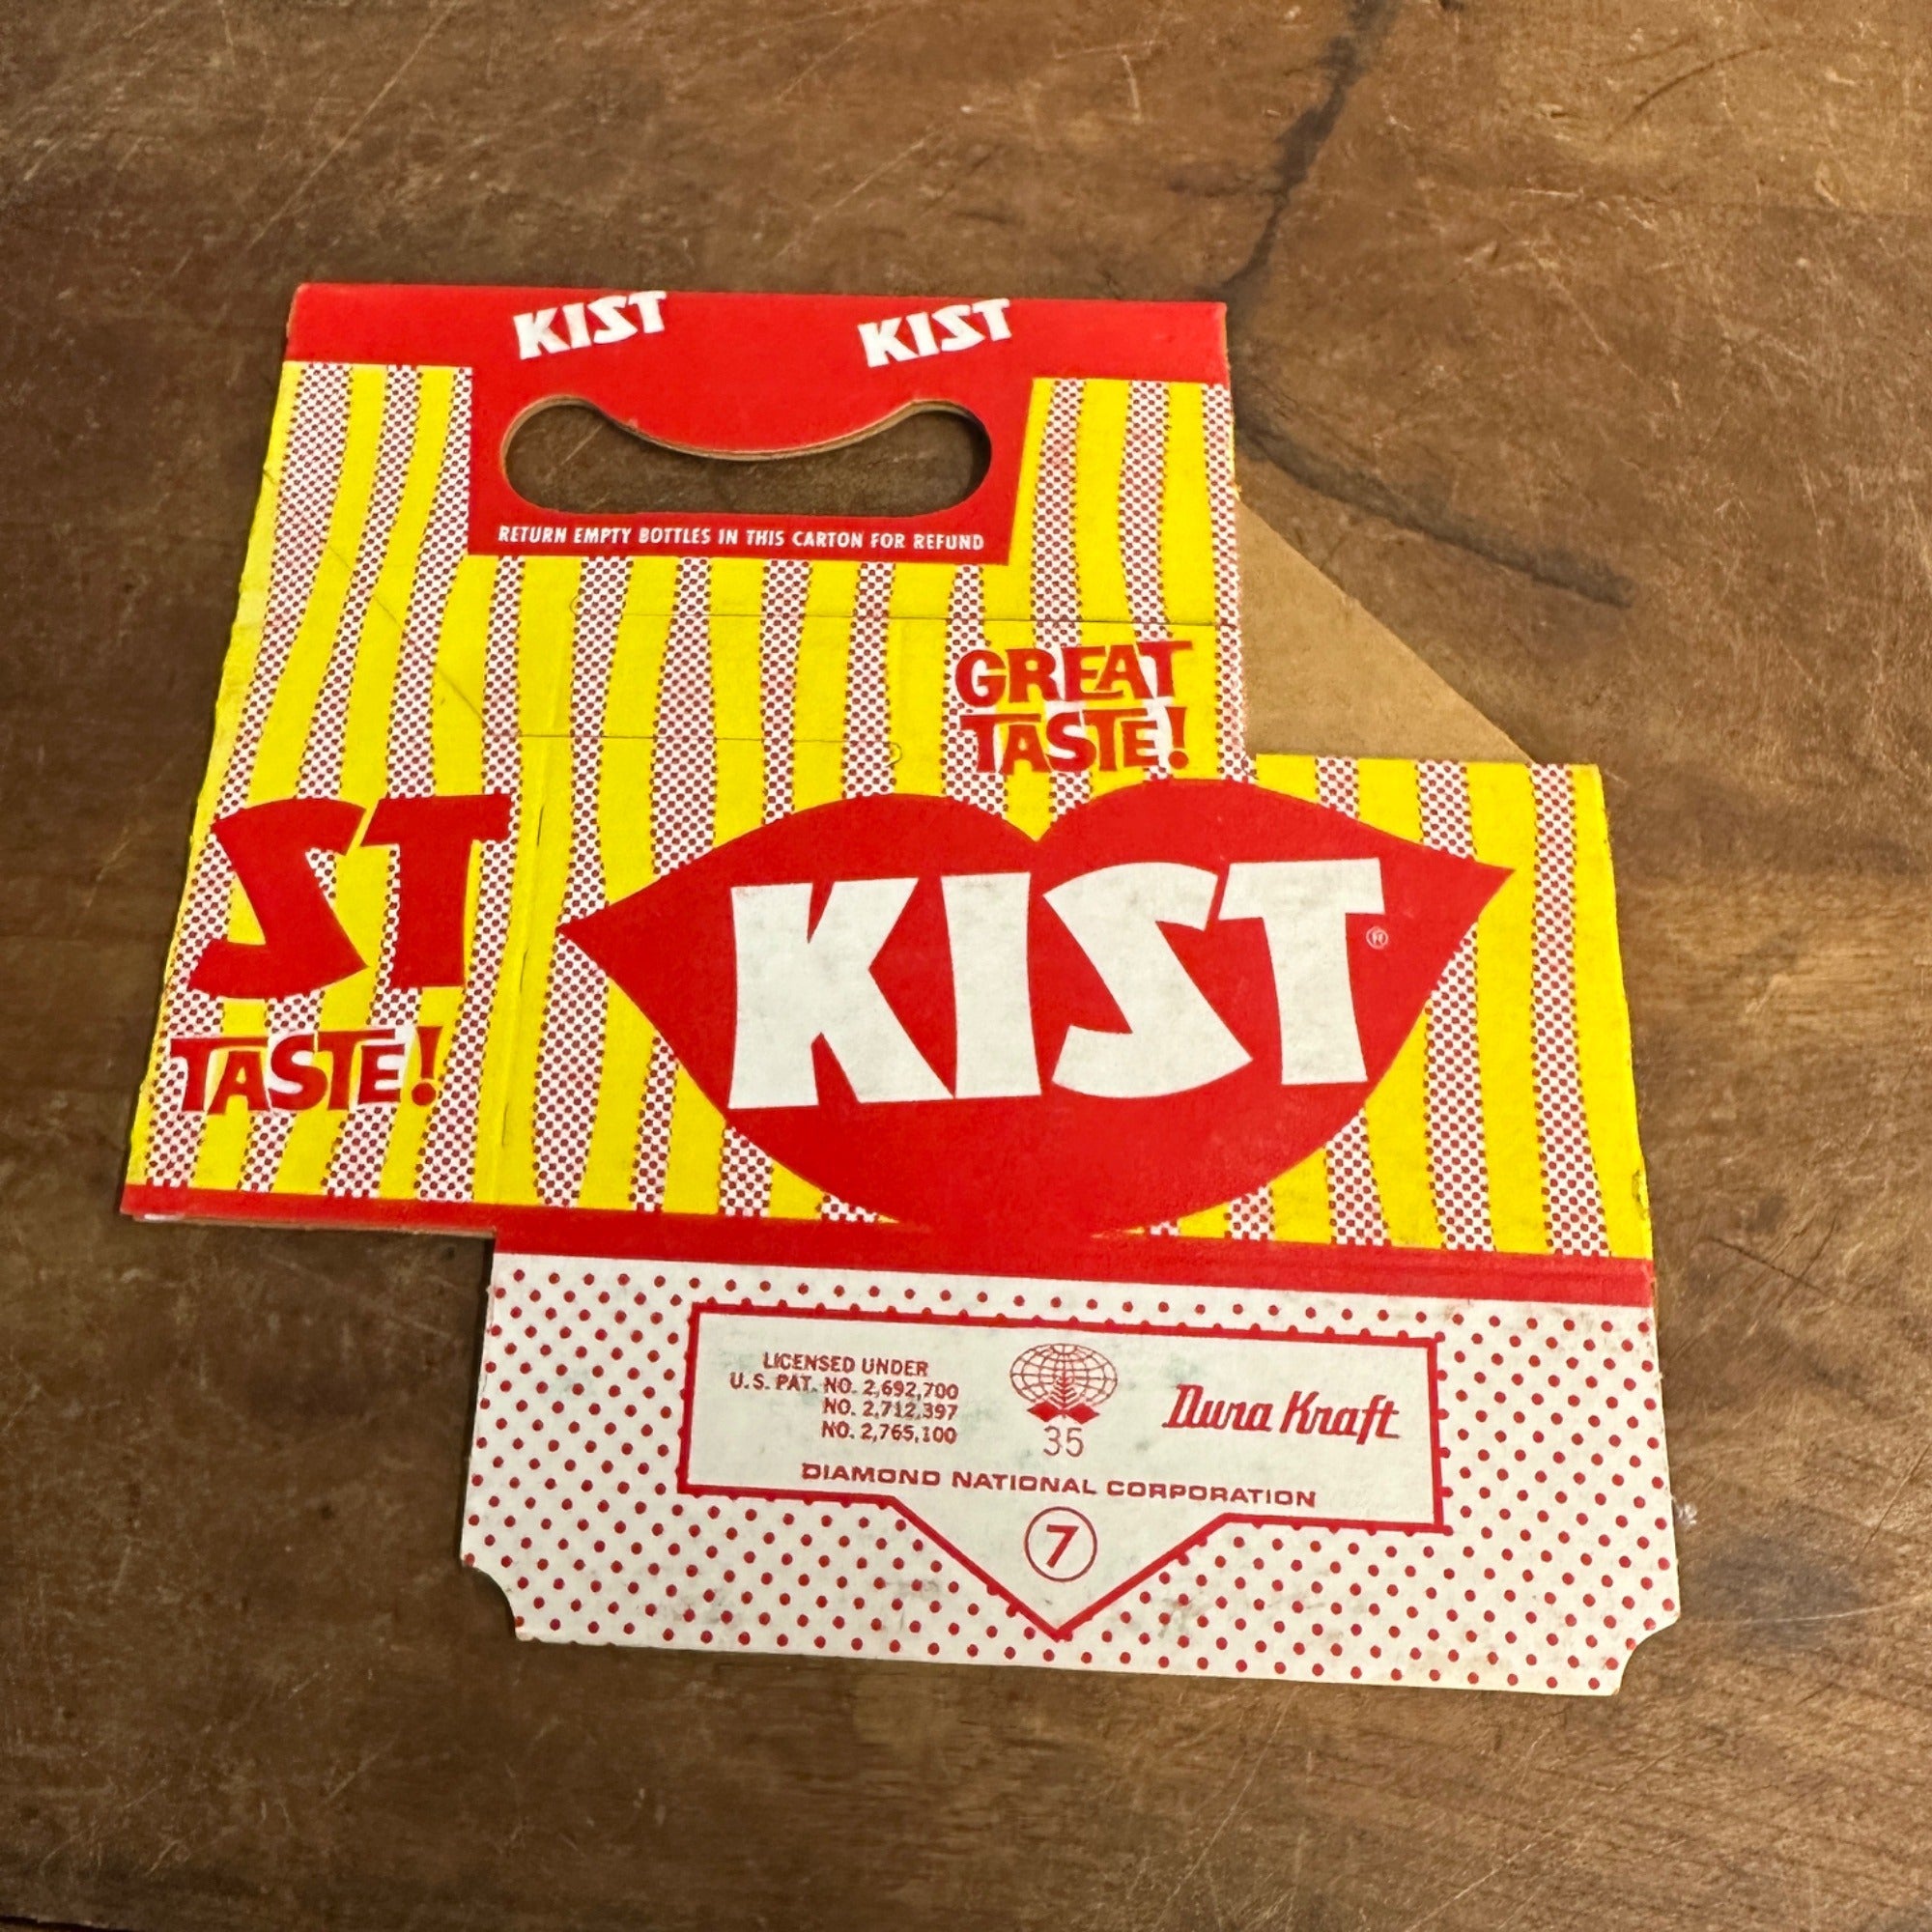 KIST KIST
RETURN EMPTY BOTTLES IN THIS CARTON FOR REFUND
GREAT
TASTE!
ST
TASTE!
KIST®
LICENSED UNDER
U.S. PAT. NO. 2,692,700
NO. 2,712,397
NO. 2,765,100
35
Dura Kraft
DIAMOND NATIONAL CORPORATION
7